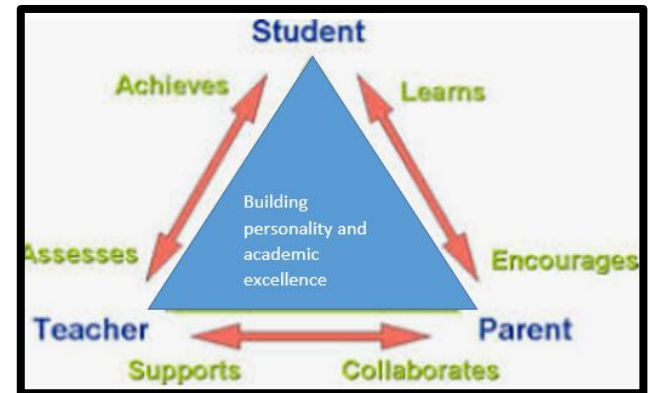 Student
Achieves
Learns
Building
personality and
academic
excellence
Assesses
Encourages
Teacher
Parent
Supports
Collaborates